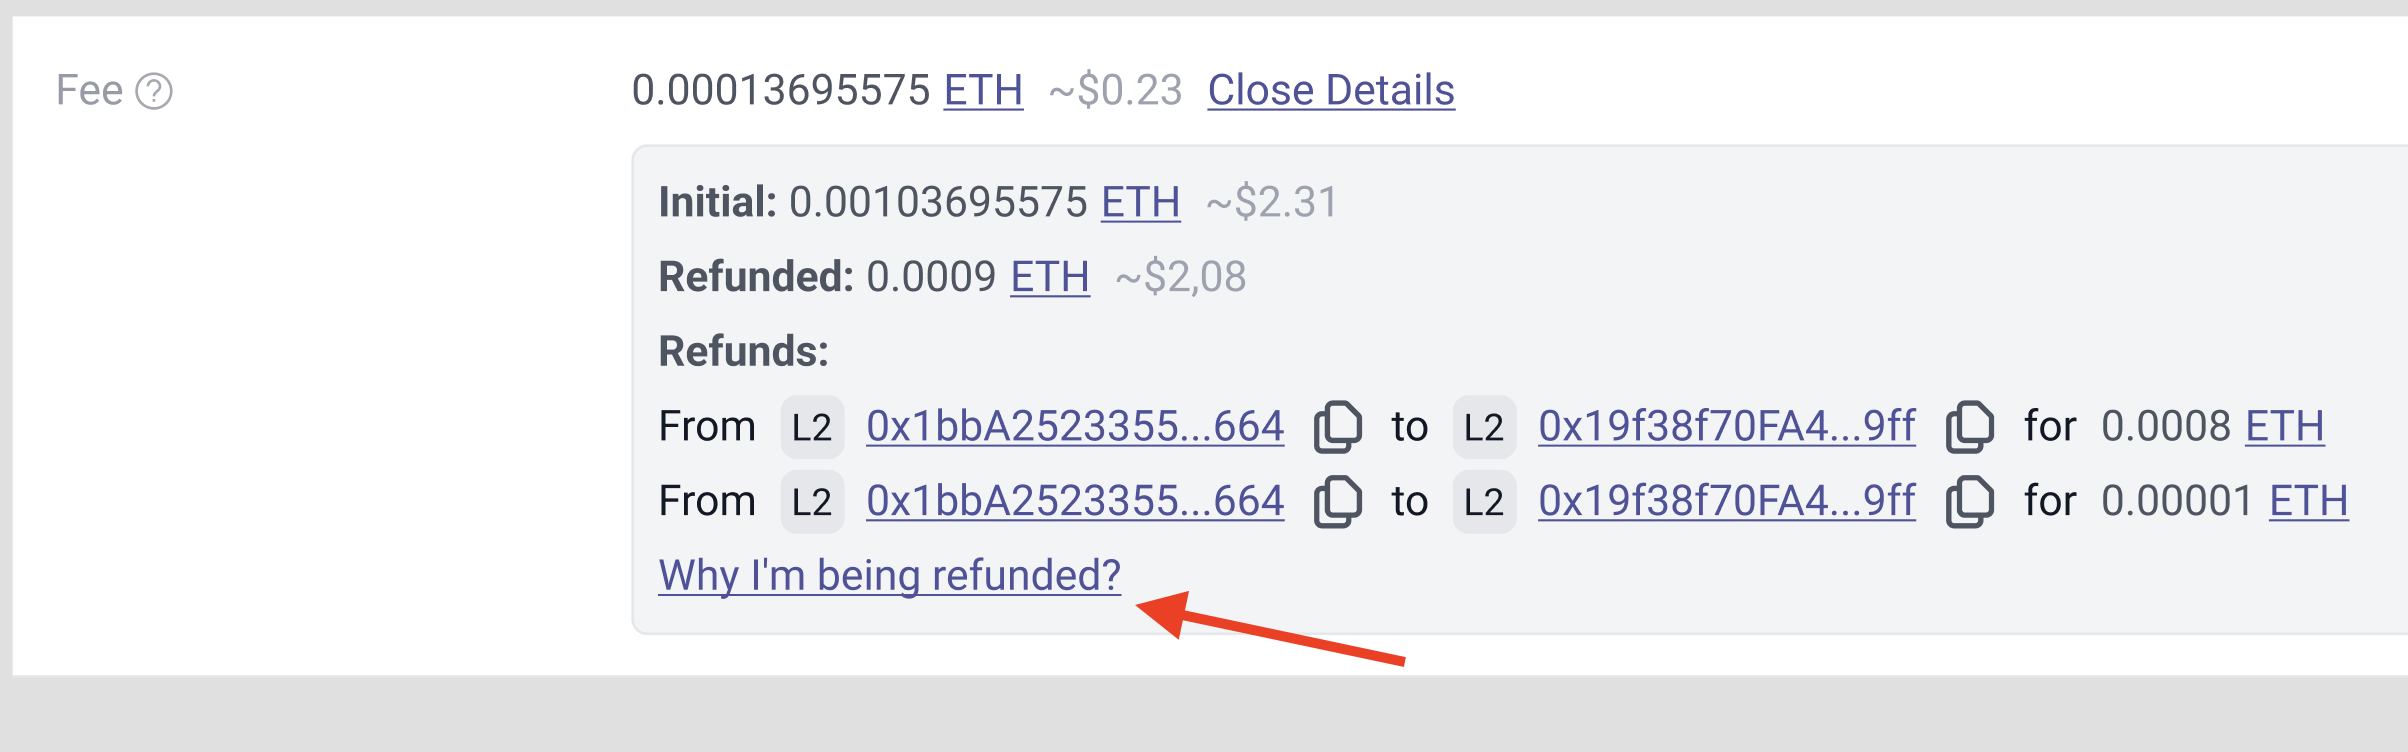 Fee ? 0.00013695575 ETH ~$0.23 Close Details
Initial: 0.00103695575 ETH ~$2.31
Refunded: 0.0009 ETH ~$2,08
Refunds:
From L2 0x1bbA2523355...664 to L2 0x19f38f70FA4...9ff for 0.0008 ETH
From L2 0x1bbA2523355...664 to L2 0x19f38f70FA4...9ff for 0.00001 ETH
Why I'm being refunded?